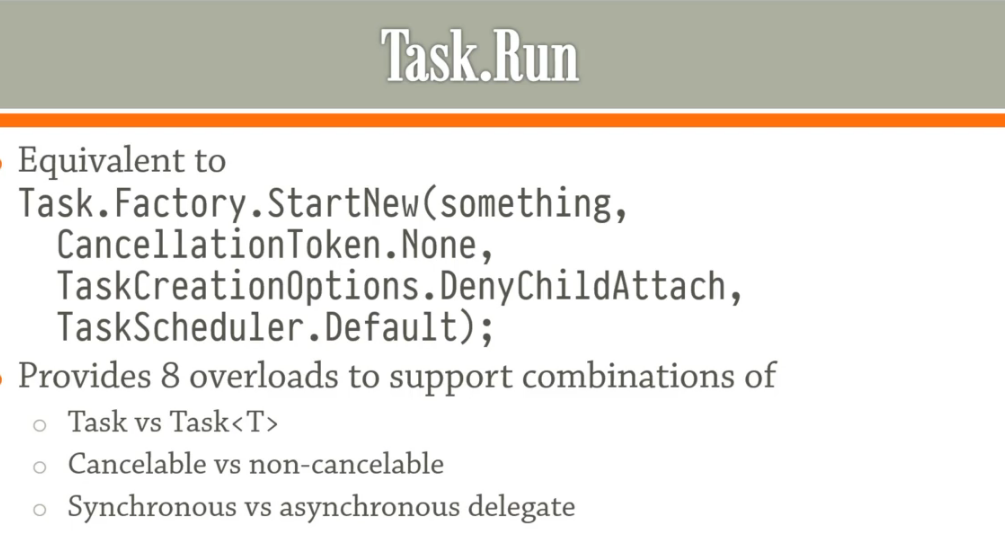 Task.Run
Equivalent to
Task.Factory.StartNew(something,
CancellationToken.None,
TaskCreationOptions.DenyChildAttach,
TaskScheduler.Default);
Provides 8 overloads to support combinations of
Task vs Task<T>
Cancelable vs non-cancelable
Synchronous vs asynchronous delegate